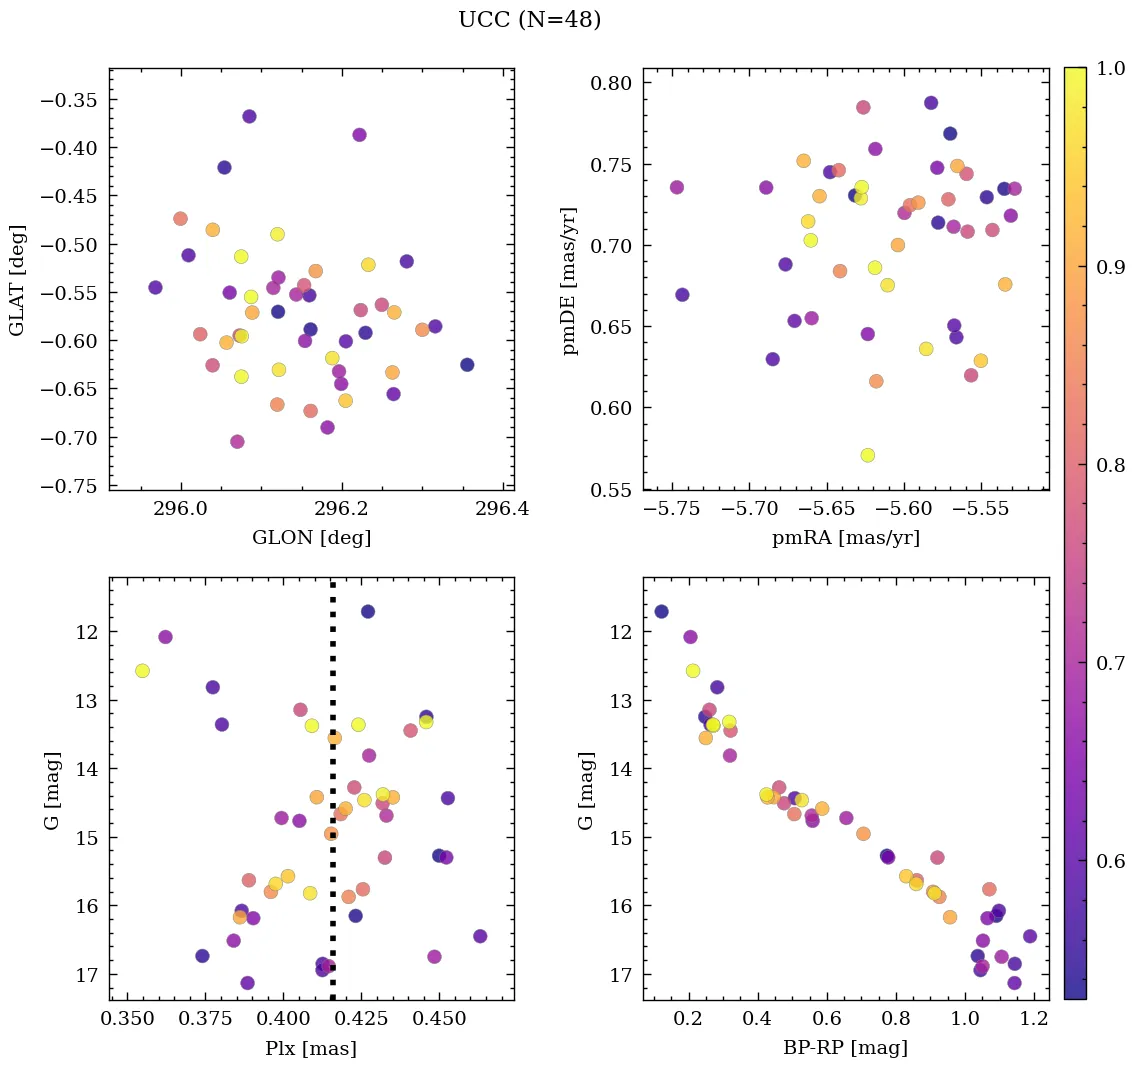 UCC (N=48)
−0.35
−0.40
−0.45
−0.50
−0.55
−0.60
−0.65
−0.70
−0.75
GLAT [deg]
296.0 296.2 296.4
GLON [deg]
0.80
0.75
0.70
0.65
0.60
0.55
pmDE [mas/yr]
−5.75 −5.70 −5.65 −5.60 −5.55
pmRA [mas/yr]
1.0
0.9
0.8
0.7
0.6
12
13
14
15
16
17
G [mag]
0.350 0.375 0.400 0.425 0.450
Plx [mas]
12
13
14
15
16
17
G [mag]
0.2 0.4 0.6 0.8 1.0 1.2
BP-RP [mag]